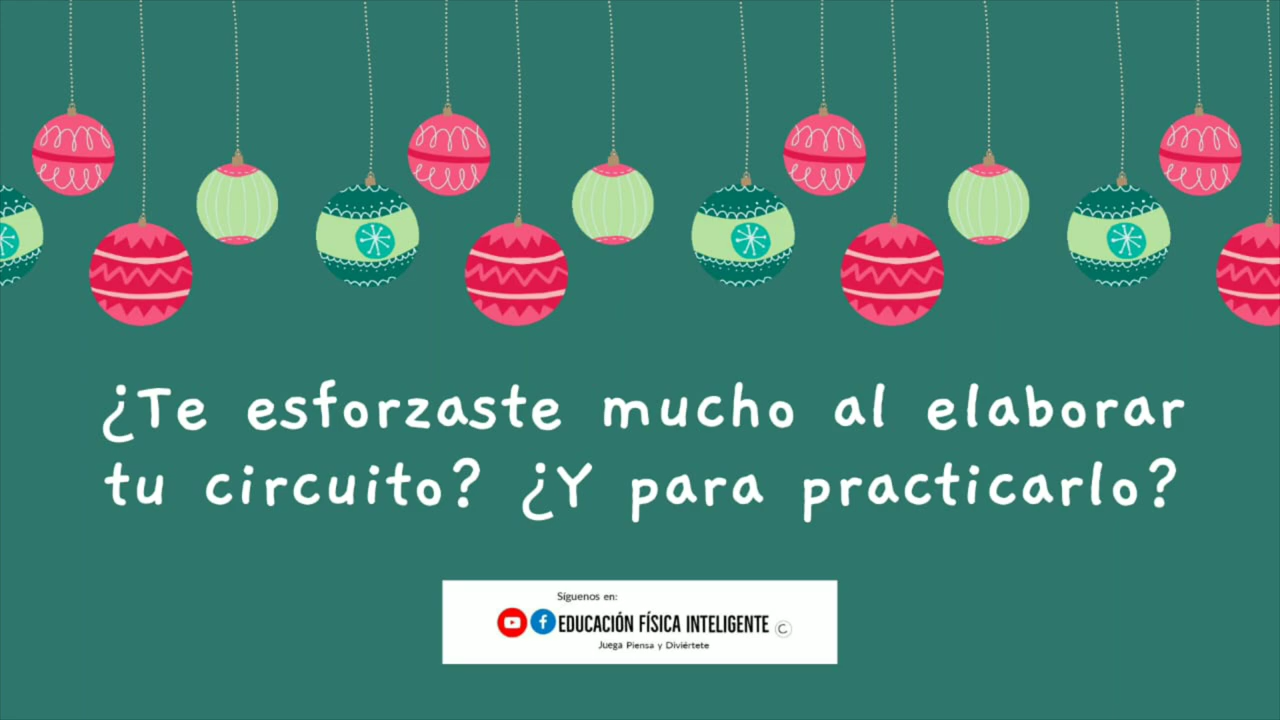 ¿Te esforzaste mucho al elaborar
tu circuito? ¿Y para practicarlo?
Síguenos en:
EDUCACIÓN FÍSICA INTELIGENTE ©
Juega Piensa y Diviértete